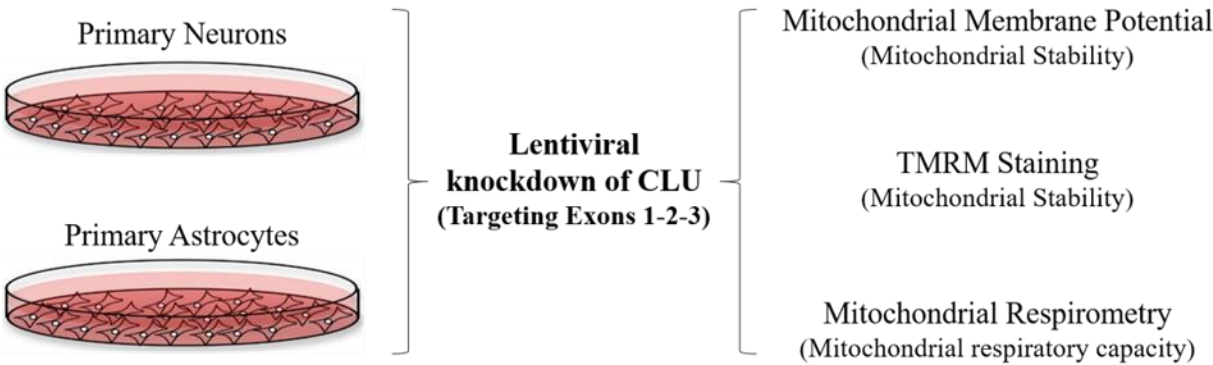 Primary Neurons
Primary Astrocytes
Lentiviral
knockdown of CLU
(Targeting Exons 1-2-3)
Mitochondrial Membrane Potential
(Mitochondrial Stability)
TMRM Staining
(Mitochondrial Stability)
Mitochondrial Respirometry
(Mitochondrial respiratory capacity)